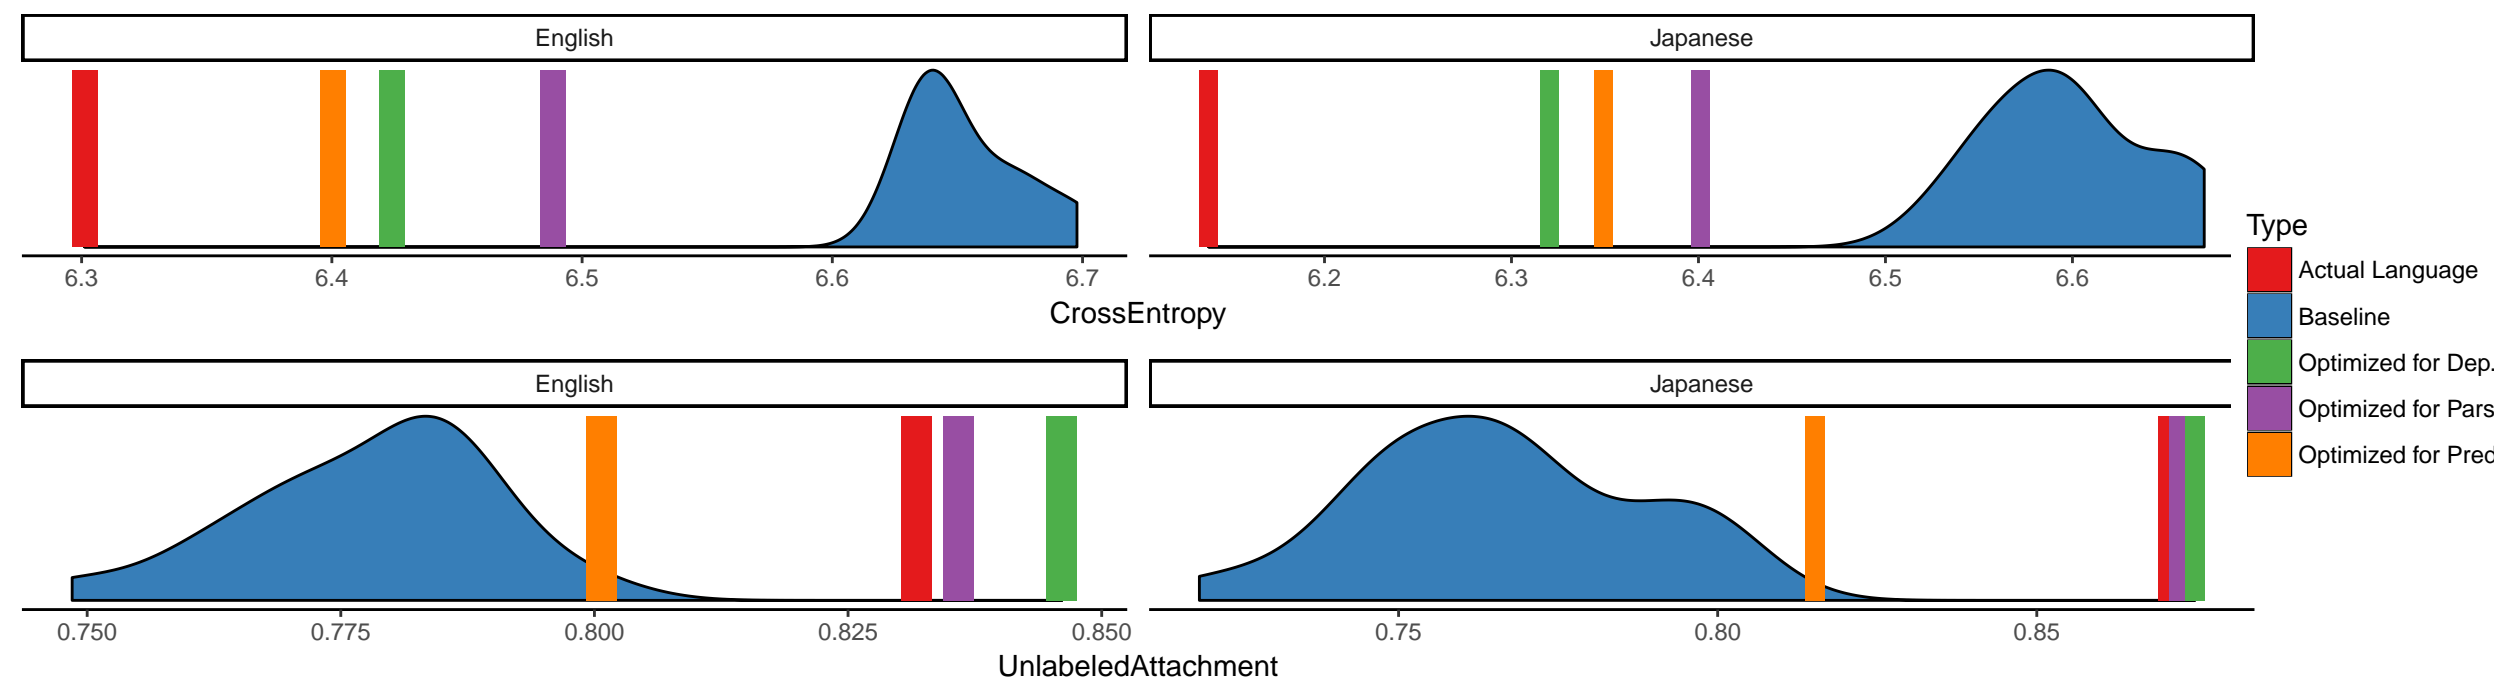 English Japanese
6.3 6.4 6.5 6.6 6.7 6.2 6.3 6.4 6.5 6.6
CrossEntropy
English Japanese
0.750 0.775 0.800 0.825 0.850 0.75 0.80 0.85
UnlabeledAttachment
Type
Actual Language
Baseline
Optimized for Dep.
Optimized for Pars
Optimized for Pred